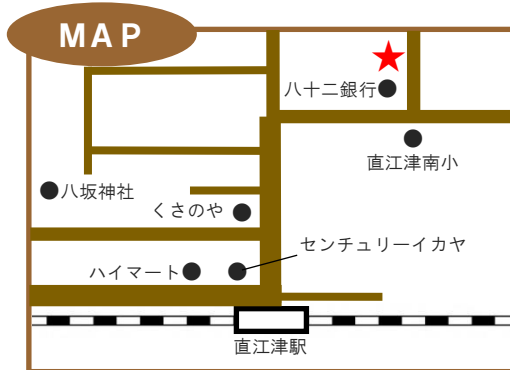 MAP
八十二銀行
直江津南小
八坂神社
くさのや
センチュリーイカヤ
ハイマート
直江津駅